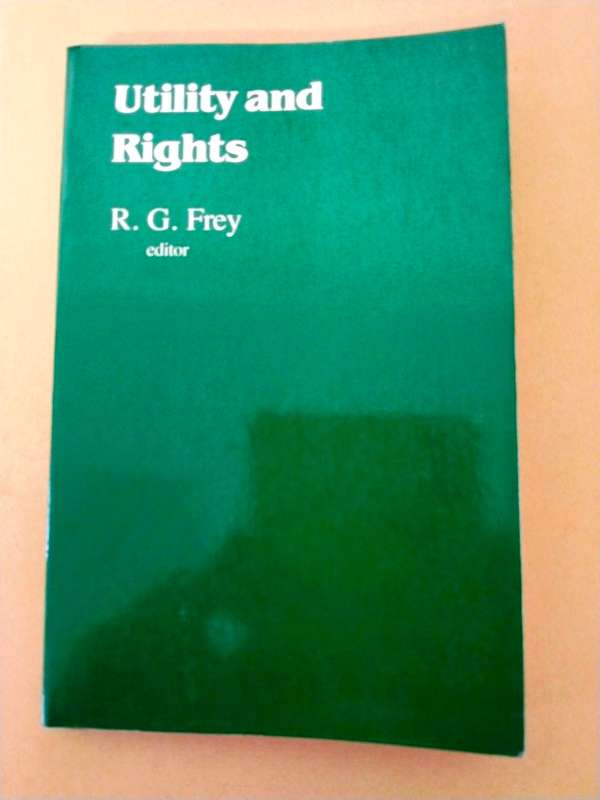 Utility and
Rights
R. G. Frey
editor